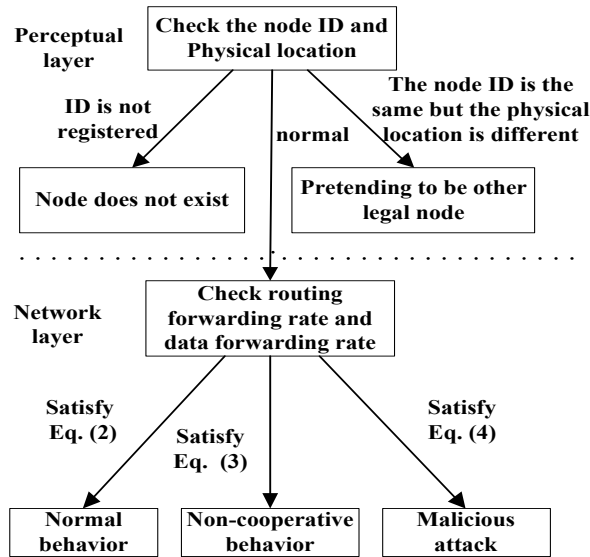 Perceptual
layer
Check the node ID and
Physical location
ID is not
registered
normal
The node ID is the
same but the physical
location is different
Node does not exist
Pretending to be other
legal node
Network
layer
Check routing
forwarding rate and
data forwarding rate
Satisfy
Eq. (2)
Satisfy
Eq. (3)
Satisfy
Eq. (4)
Normal
behavior
Non-cooperative
behavior
Malicious
attack